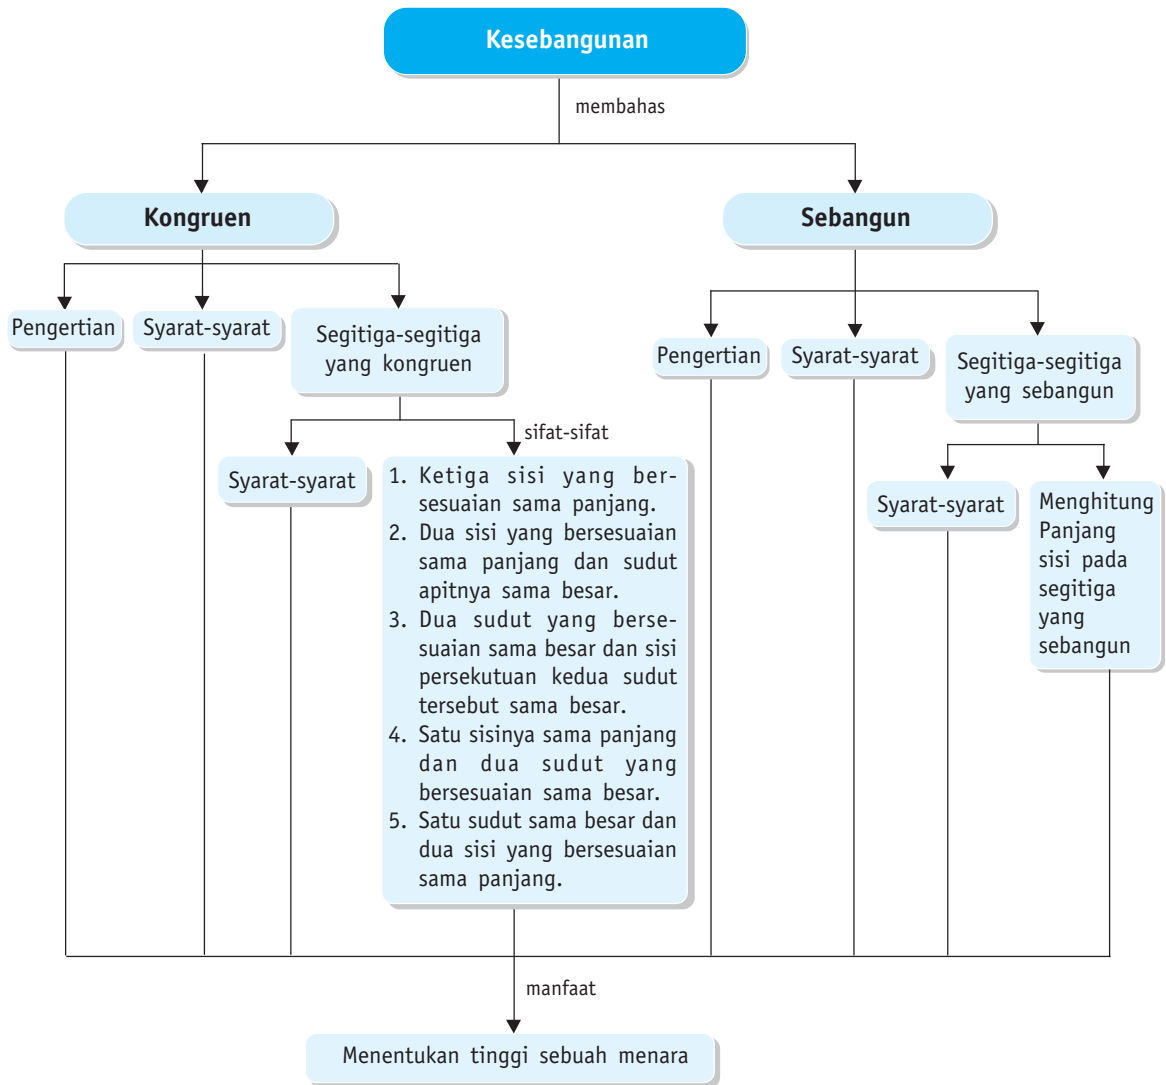 Kesebangunan
membahas
Kongruen
Sebangun
Pengertian
Syarat-syarat
Segitiga-segitiga
yang kongruen
Pengertian
Syarat-syarat
Segitiga-segitiga
yang sebangun
sifat-sifat
Syarat-syarat
1. Ketiga sisi yang ber-
sesuaian sama panjang.
2. Dua sisi yang bersesuaian
sama panjang dan sudut
apitnya sama besar.
3. Dua sudut yang berse-
suaian sama besar dan sisi
persekutuan kedua sudut
tersebut sama besar.
4. Satu sisinya sama panjang
dan dua sudut yang
bersesuaian sama besar.
5. Satu sudut sama besar dan
dua sisi yang bersesuaian
sama panjang.
Syarat-syarat
Menghitung
Panjang
sisi pada
segitiga
yang
sebangun
manfaat
Menentukan tinggi sebuah menara